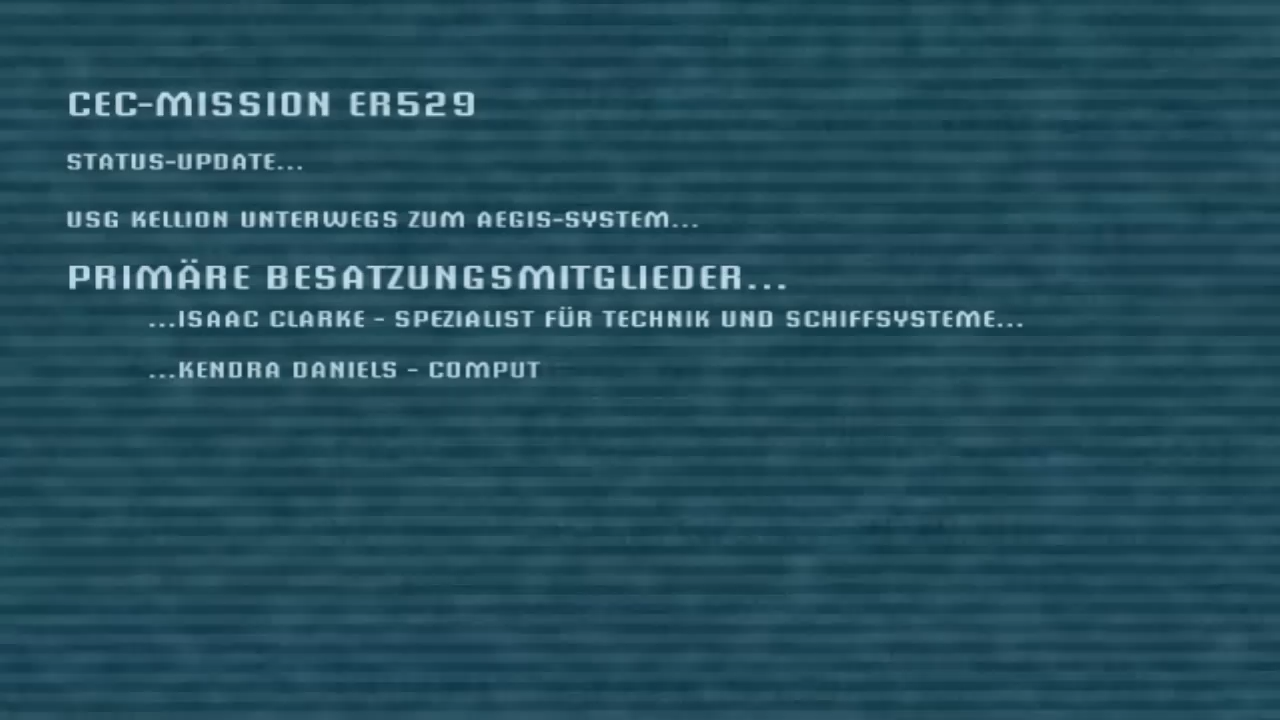 CEC-MISSION ER529
STATUS-UPDATE...
USG KELLION UNTERWEGS ZUM AEGIS-SYSTEM...
PRIMÄRE BESATZUNGSMITGLIEDER...
...ISAAC CLARKE - SPEZIALIST FÜR TECHNIK UND SCHIFFSYSTEME...
...KENDRA DANIELS - COMPUT